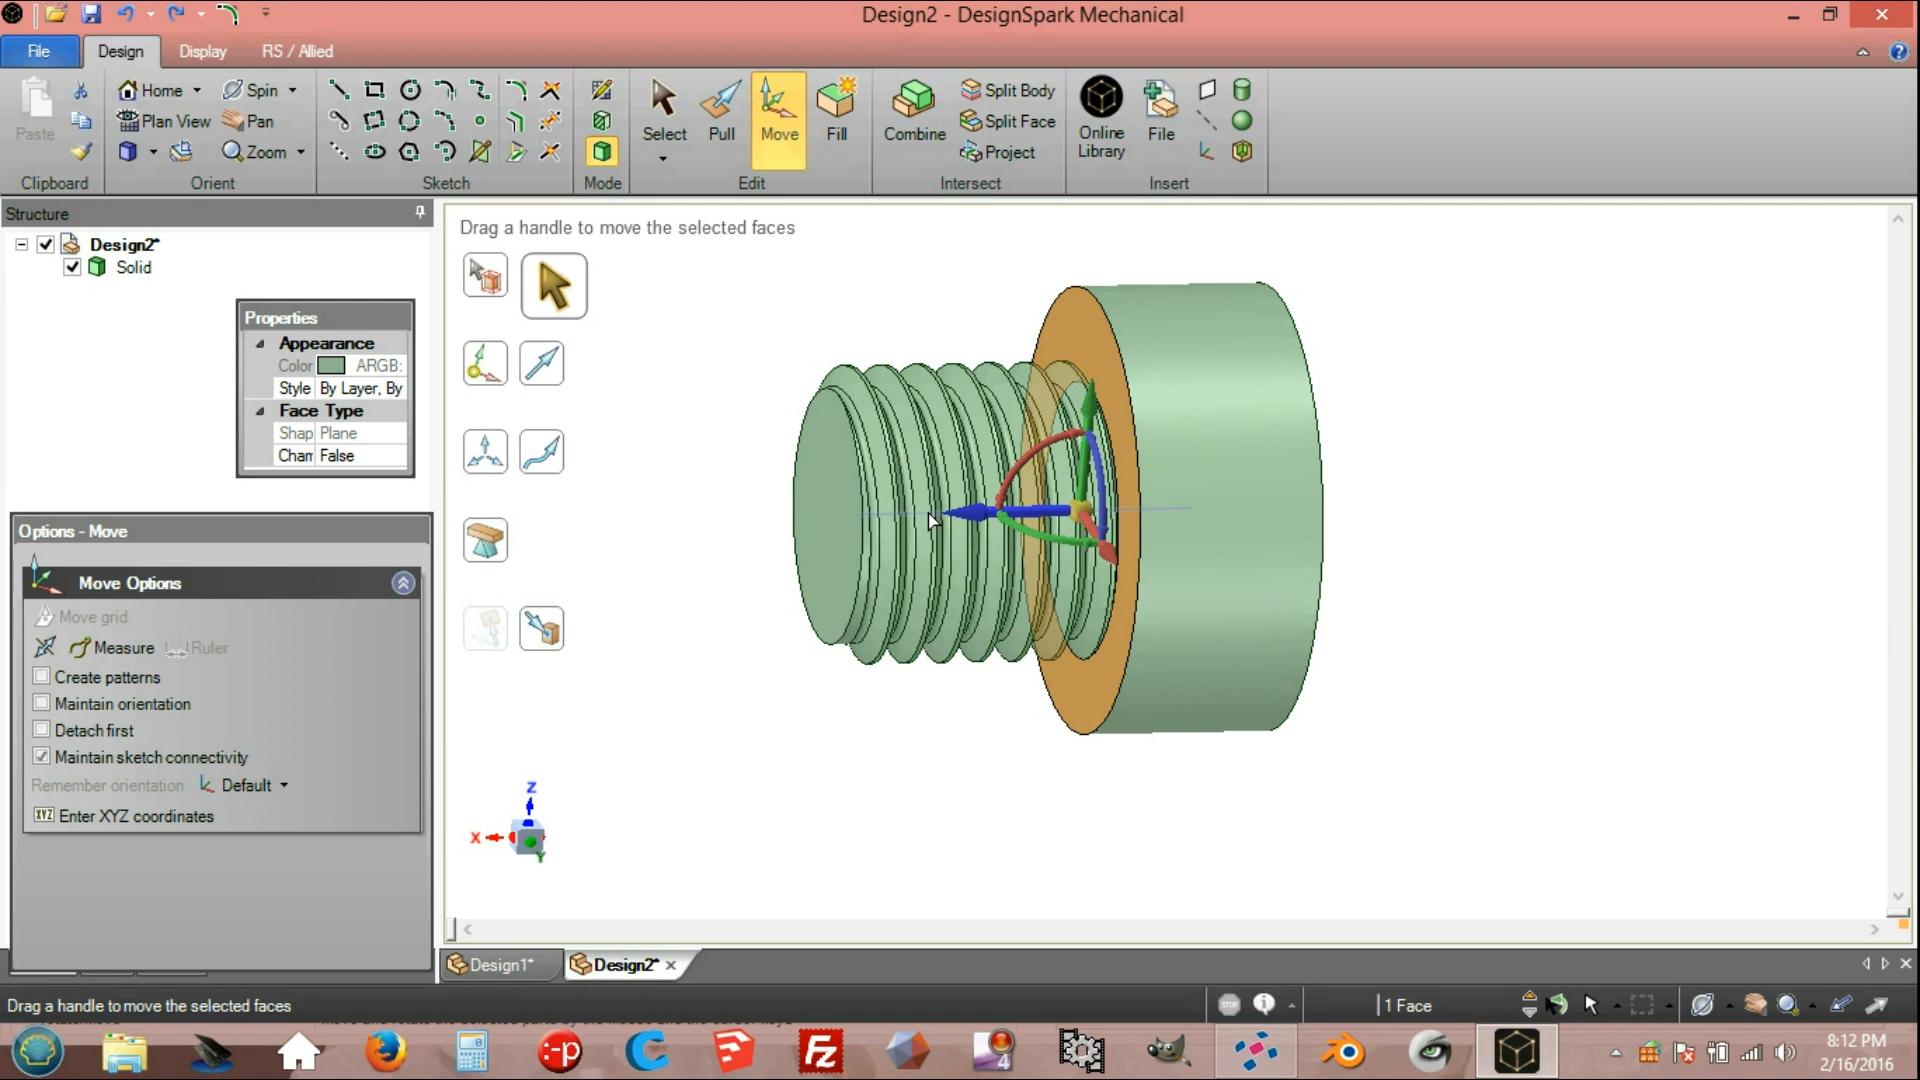 Design2 - DesignSpark Mechanical
File
Design
Display
RS / Allied
Paste
Home
Spin
Plan View
Pan
Zoom
Select
Pull
Move
Fill
Combine
Split Body
Split Face
Project
Online
Library
File
Clipboard
Orient
Sketch
Mode
Edit
Intersect
Insert
Structure
Design2*
Solid
Properties
Appearance
Color
ARGB:
Style
By Layer, By
Face Type
Shap
Plane
Cham
False
Drag a handle to move the selected faces
Options - Move
Move Options
Move grid
Measure
Ruler
Create patterns
Maintain orientation
Detach first
Maintain sketch connectivity
Remember orientation
Default
XYZ Enter XYZ coordinates
Z
X
Y
Design1*
Design2*
Drag a handle to move the selected faces
STOP
1 Face
:-p
Fz
4
8:12 PM
2/16/2016